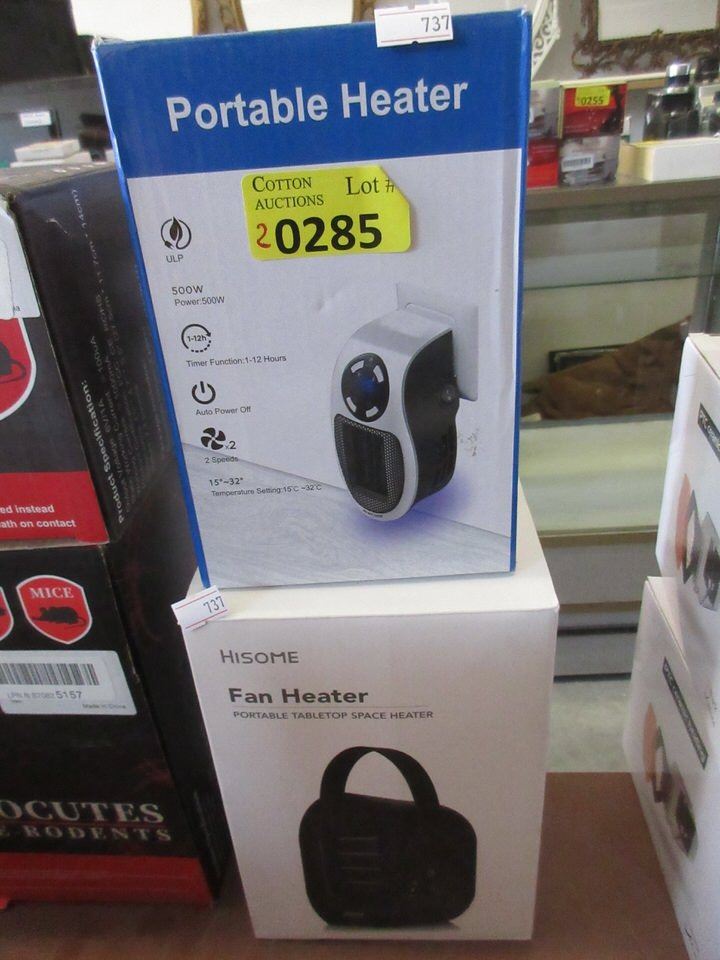 737
Portable Heater
COTTON
AUCTIONS
Lot #
2 0285
ULP
500W
Power:500W
1-12h
Timer Function:1-12 Hours
Auto Power Off
x2
2 Speeds
15°~32°
Temperature Setting:15°C ~32°C
0255
737
HISOME
Fan Heater
PORTABLE TABLETOP SPACE HEATER
Product Specification:
ed instead
ath on contact
MICE
5157
Made in China
OCUTES
E RODENTS